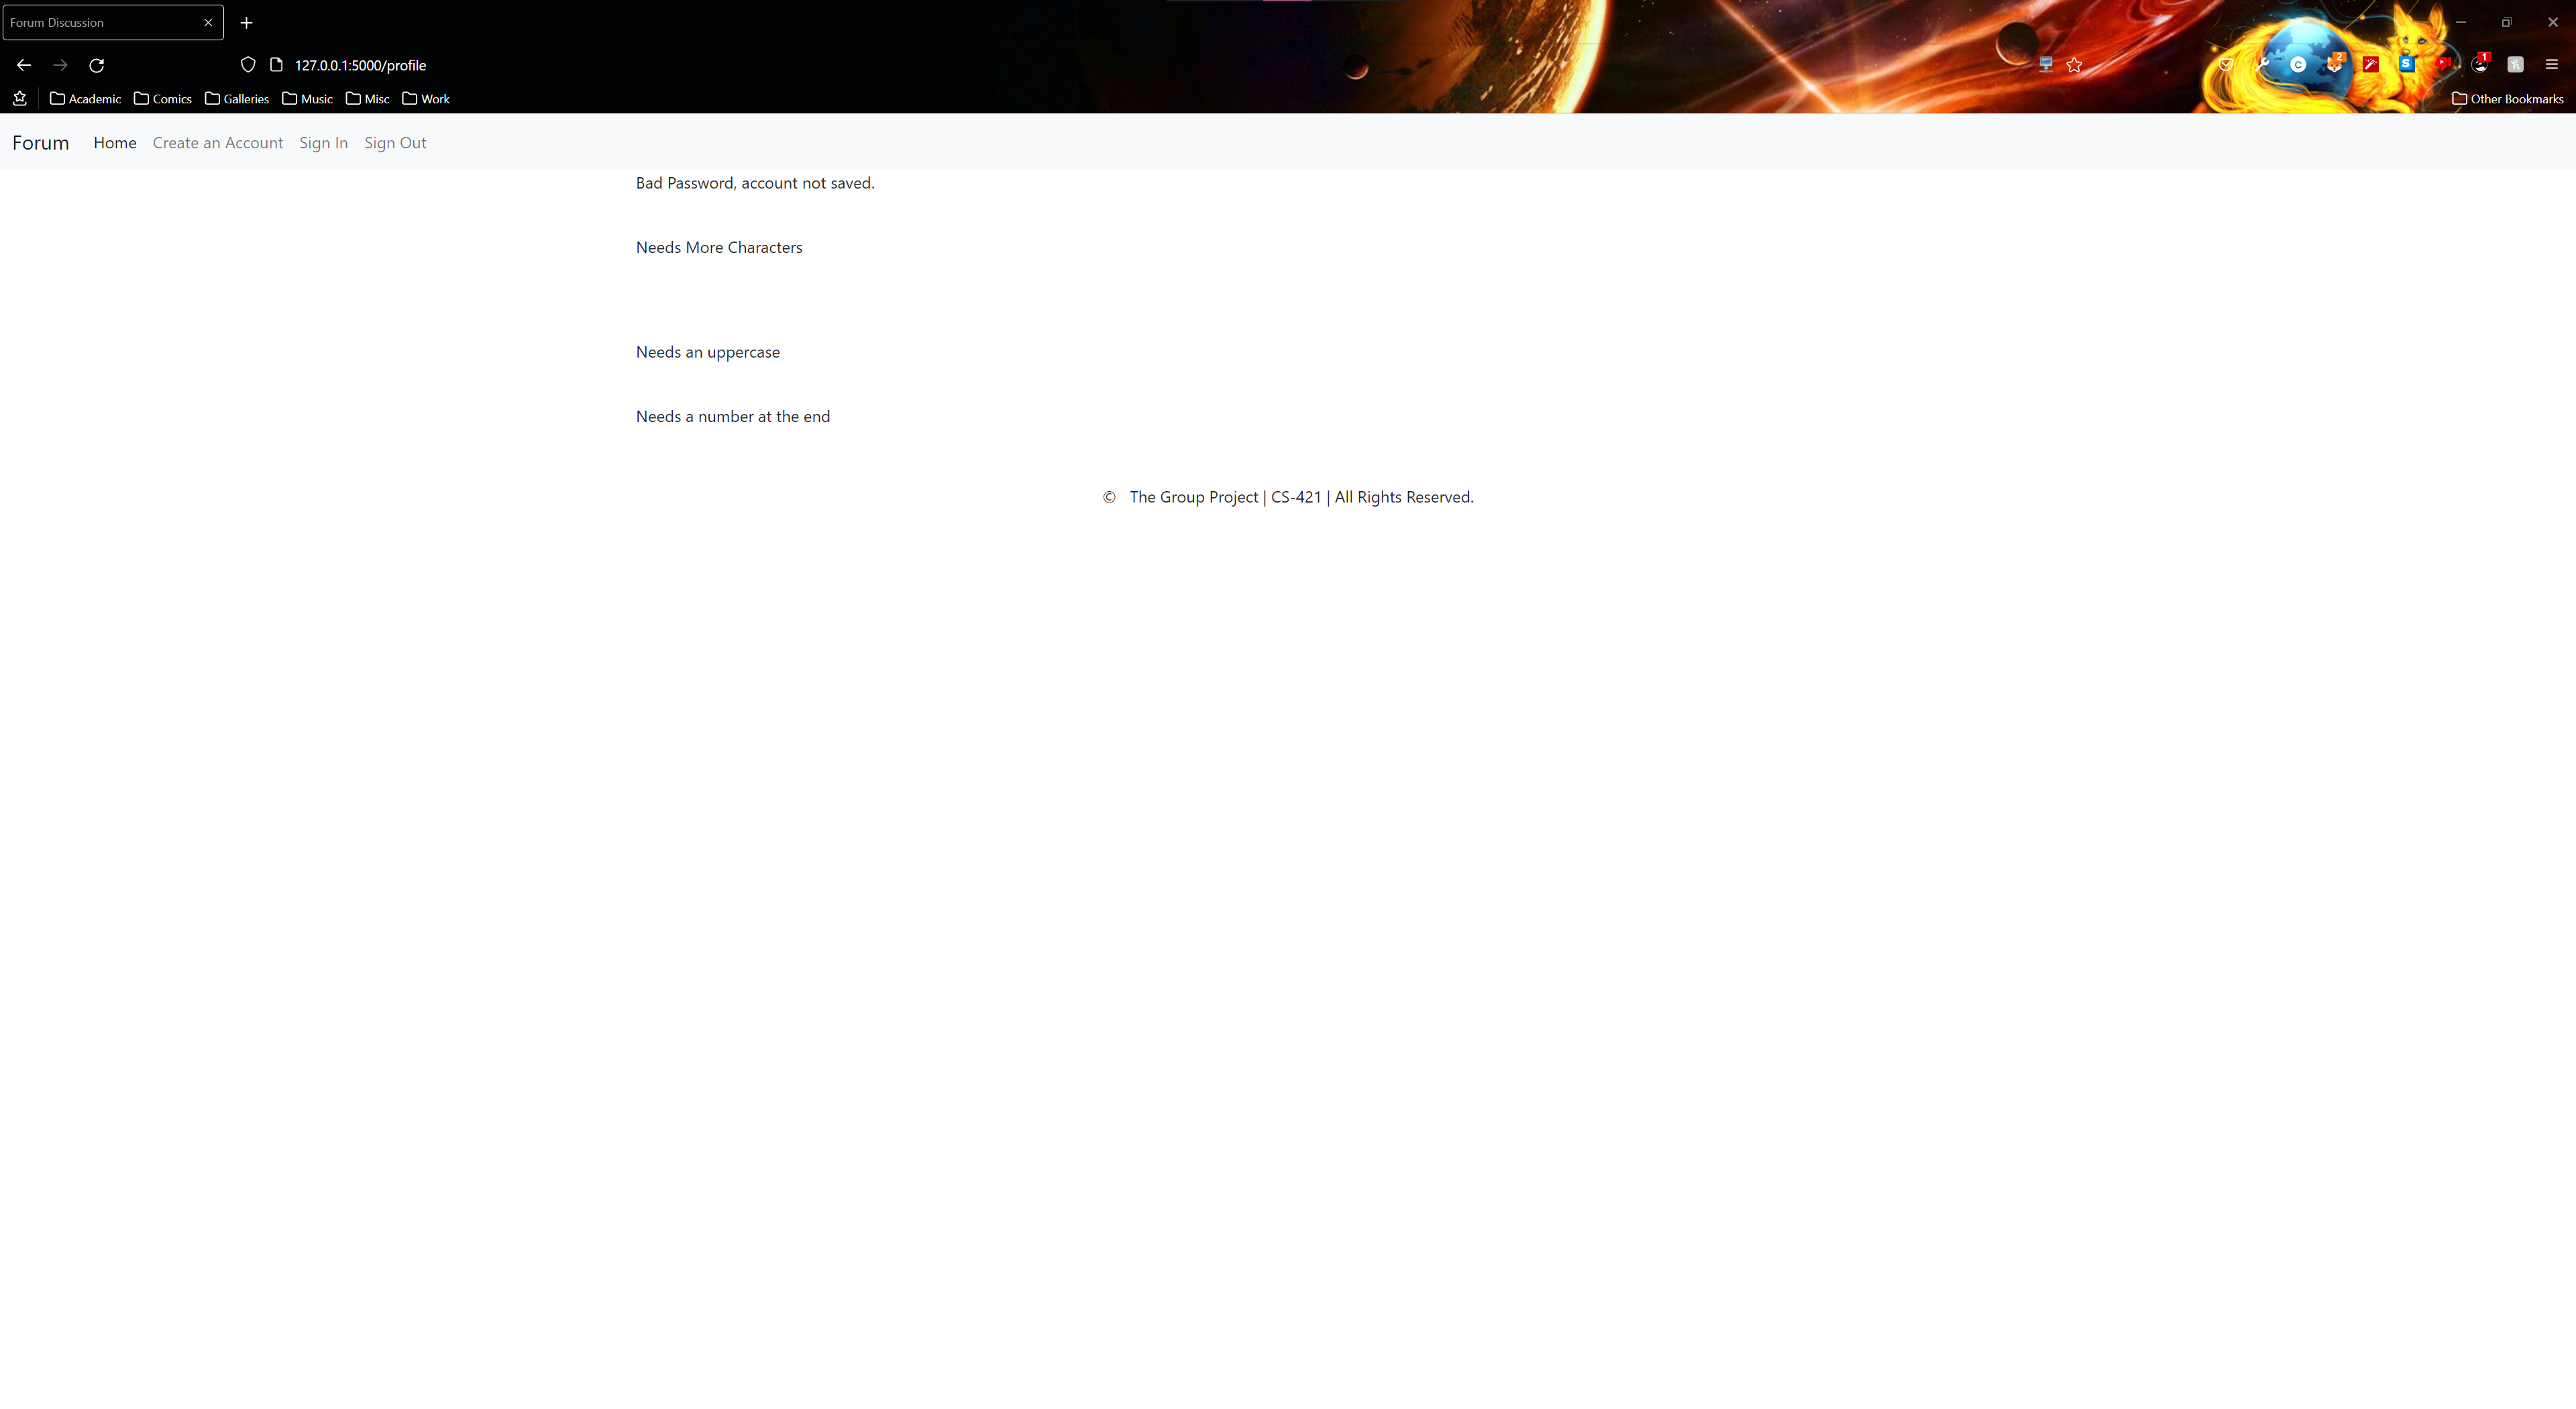 Forum Discussion
127.0.0.1:5000/profile
Academic Comics Galleries Music Misc Work Other Bookmarks
Forum Home Create an Account Sign In Sign Out
Bad Password, account not saved.
Needs More Characters
Needs an uppercase
Needs a number at the end
© The Group Project | CS-421 | All Rights Reserved.